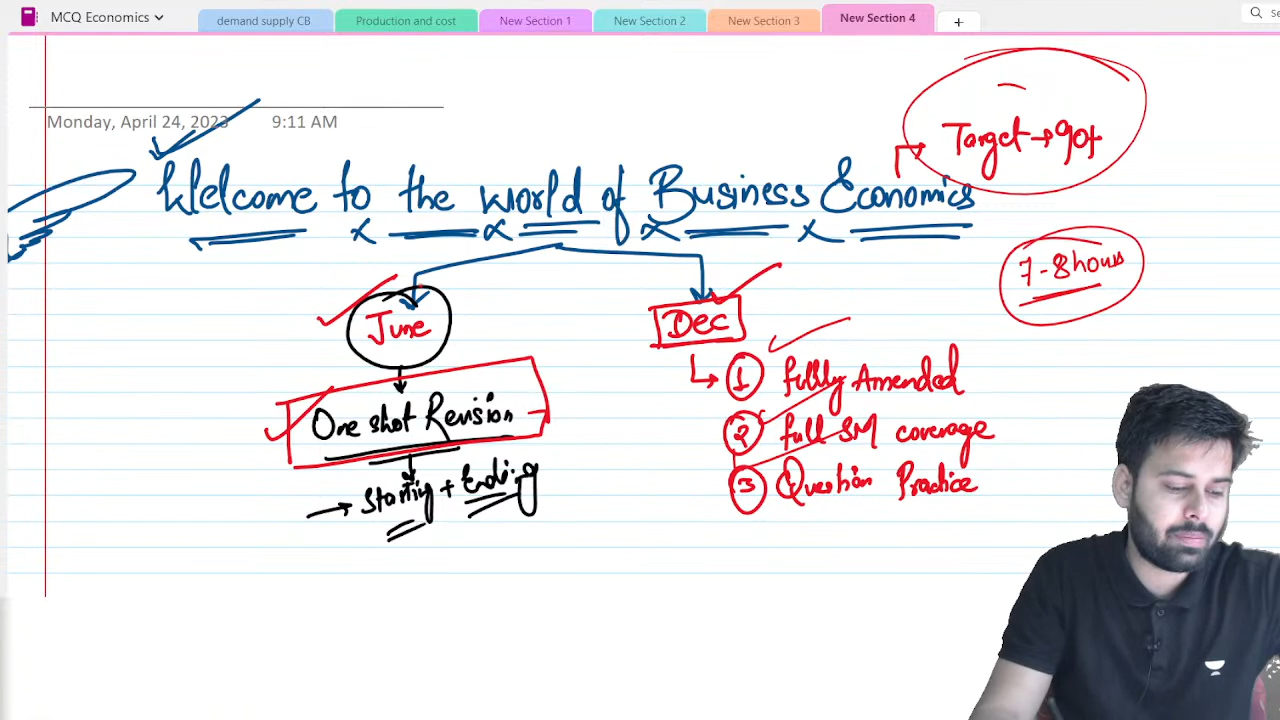 MCQ Economics
demand supply CB
Production and cost
New Section 1
New Section 2
New Section 3
New Section 4
Monday, April 24, 2023 9:11 AM
Target → 90+
Welcome to the world of Business Economics
7-8 hours
June
Dec
One shot Revision
→ Starting + Ending
① fully Amended
② full SM coverage
③ Question Practice